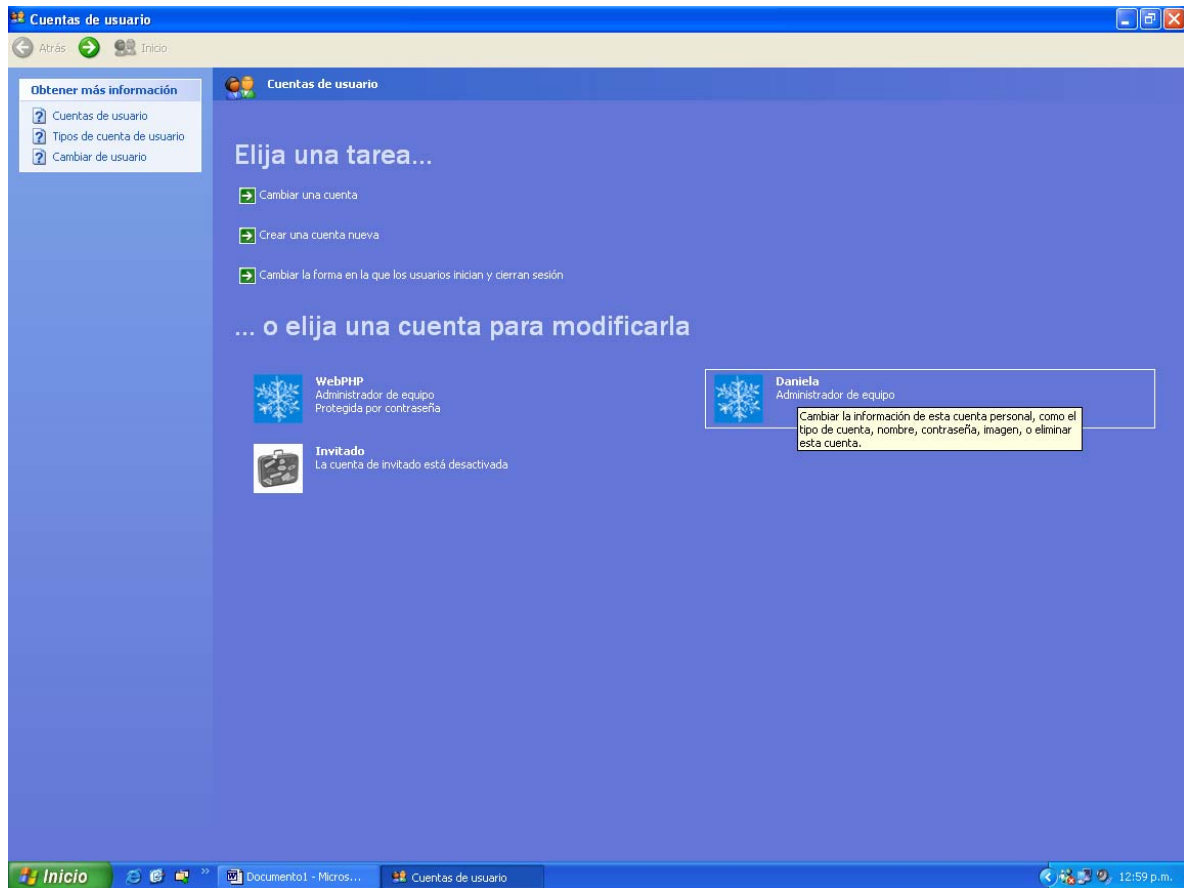 Cuentas de usuario
Atrás
Inicio
Obtener más información
Cuentas de usuario
Tipos de cuenta de usuario
Cambiar de usuario
Cuentas de usuario
Elija una tarea...
Cambiar una cuenta
Crear una cuenta nueva
Cambiar la forma en la que los usuarios inician y cierran sesión
... o elija una cuenta para modificarla
WebPHP
Administrador de equipo
Protegida por contraseña
Daniela
Administrador de equipo
Cambiar la información de esta cuenta personal, como el
tipo de cuenta, nombre, contraseña, imagen, o eliminar
esta cuenta.
Invitado
La cuenta de invitado está desactivada
Inicio
Documento1 - Micros...
Cuentas de usuario
12:59 p.m.